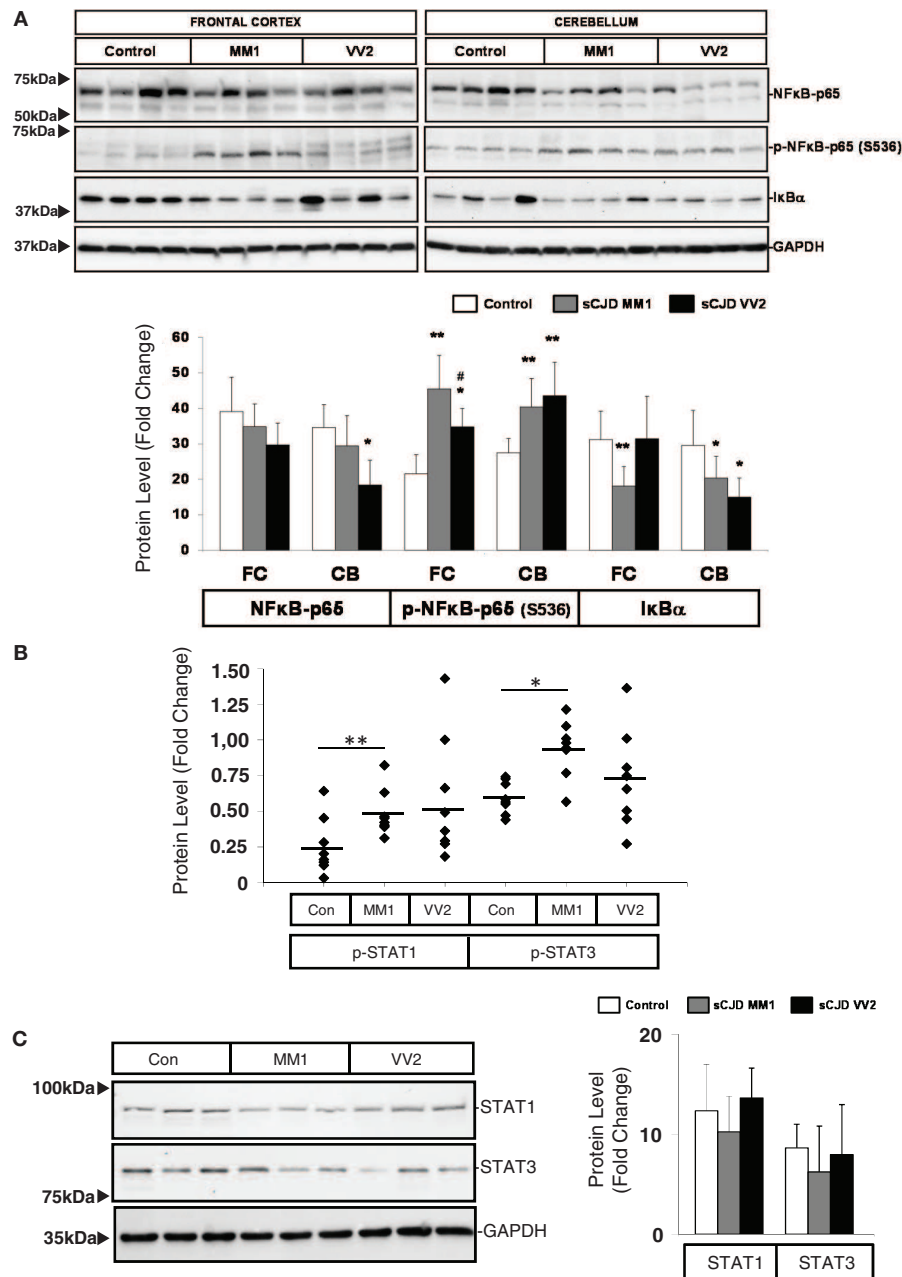 A
FRONTAL CORTEX
CEREBELLUM
Control MM1 VV2
Control MM1 VV2
75kDa
50kDa
-NFκB-p65
75kDa
-p-NFκB-p65 (S536)
37kDa
-IκBα
37kDa
-GAPDH
Control sCJD MM1 sCJD VV2
Protein Level (Fold Change)
60
50
40
30
20
10
0
*
**
#
*
**
**
**
*
*
FC CB FC CB FC CB
NFκB-p65 p-NFκB-p65 (S536) IκBα
B
Protein Level (Fold Change)
1.50
1.25
1,00
0.75
0.50
0.25
0
**
*
Con MM1 VV2 Con MM1 VV2
p-STAT1 p-STAT3
C
Con MM1 VV2
100kDa
-STAT1
-STAT3
75kDa
35kDa
-GAPDH
Control sCJD MM1 sCJD VV2
Protein Level
(Fold Change)
20
10
0
STAT1 STAT3